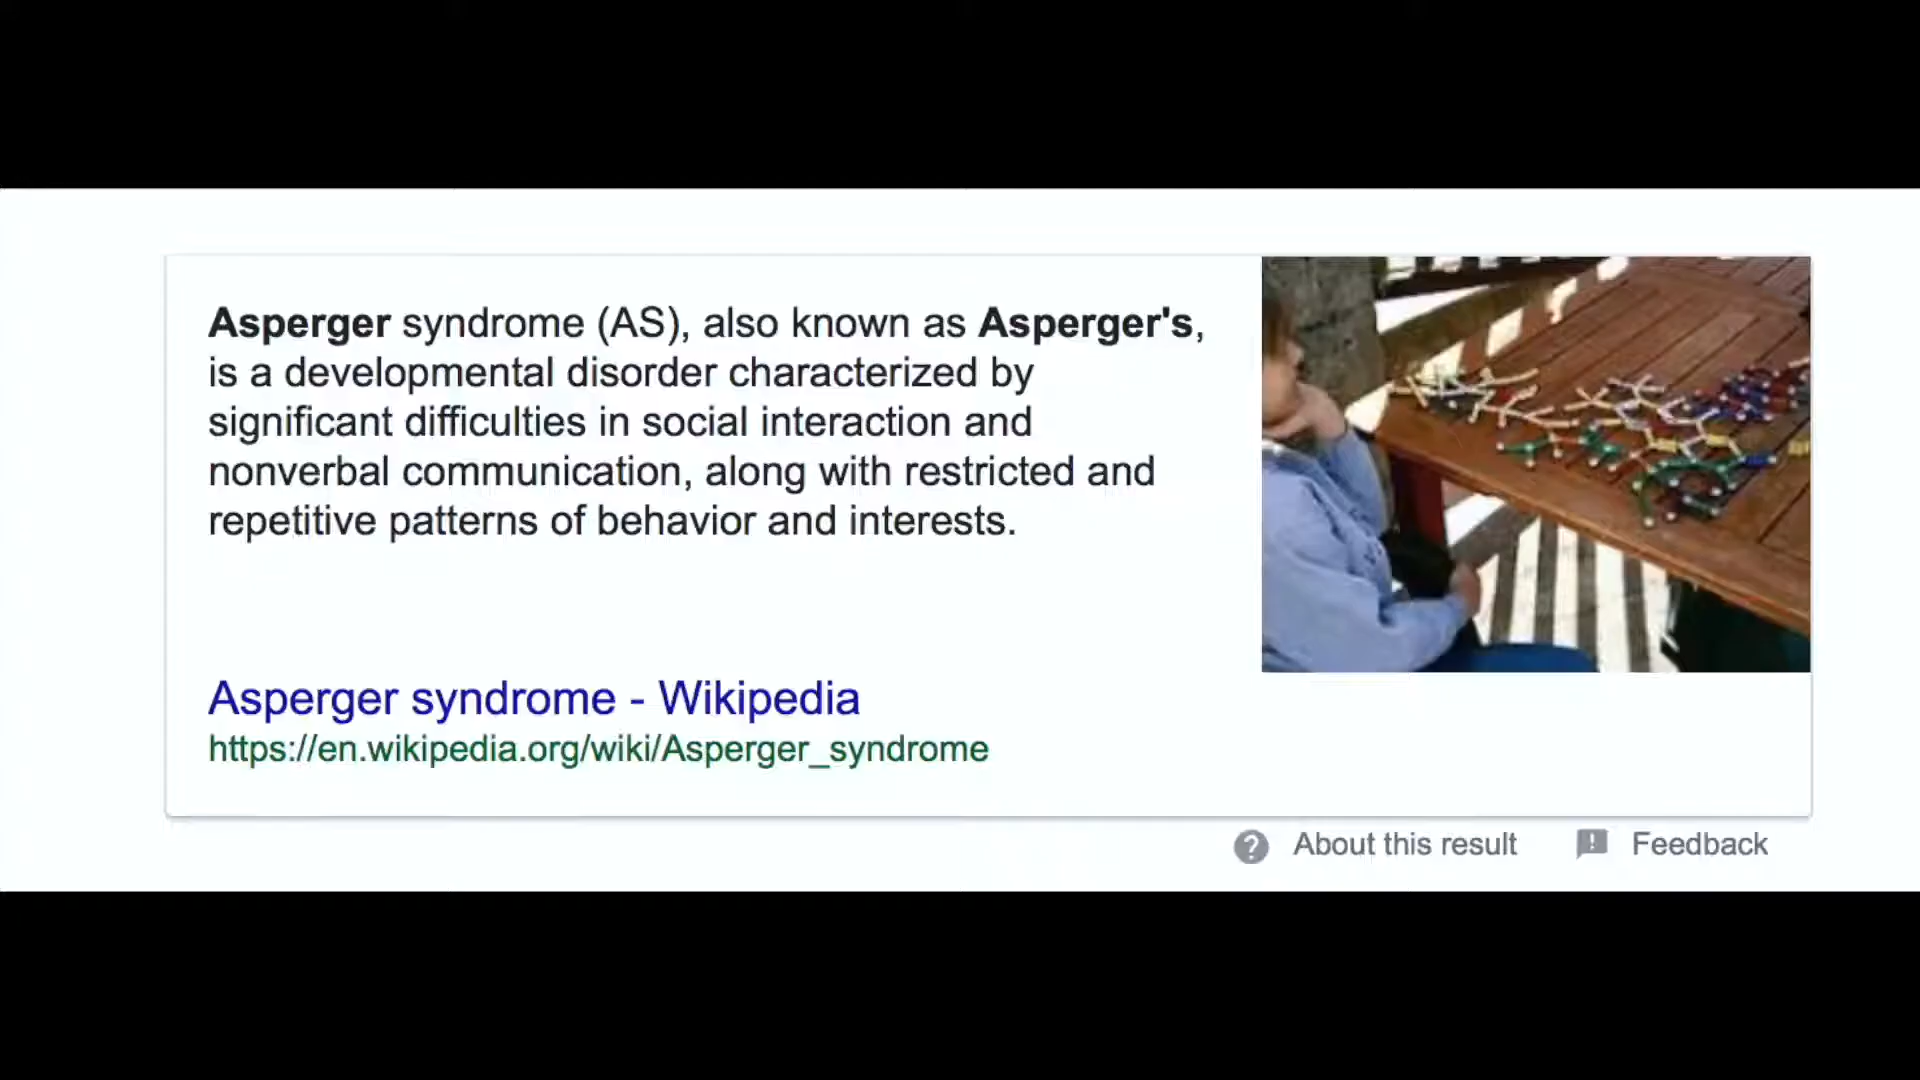 Asperger syndrome (AS), also known as Asperger's,
is a developmental disorder characterized by
significant difficulties in social interaction and
nonverbal communication, along with restricted and
repetitive patterns of behavior and interests.
Asperger syndrome - Wikipedia
https://en.wikipedia.org/wiki/Asperger_syndrome
About this result
Feedback